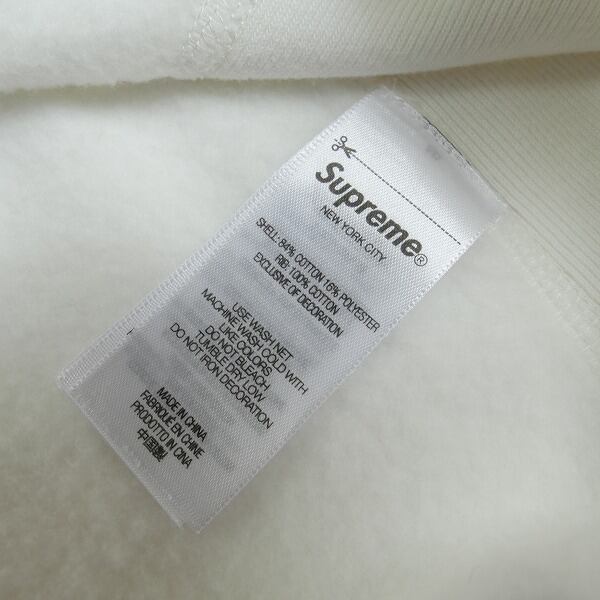 Supreme®
NEW YORK CITY
SHELL: 84% COTTON 16% POLYESTER
RIB: 100% COTTON
EXCLUSIVE OF DECORATION
USE WASH NET
MACHINE WASH COLD WITH
LIKE COLORS
DO NOT BLEACH
TUMBLE DRY LOW
DO NOT IRON DECORATION
MADE IN CHINA
FABRIQUE EN CHINE
PRODOTTO IN CINA
中国製